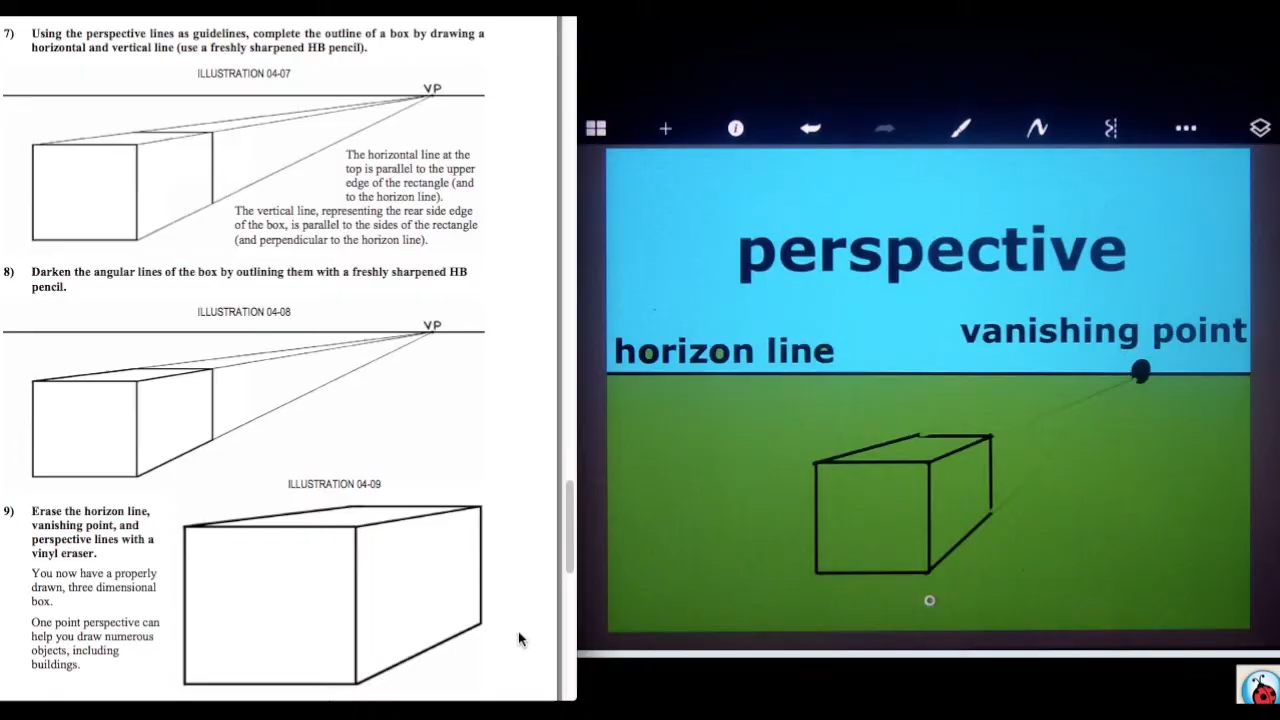 7) Using the perspective lines as guidelines, complete the outline of a box by drawing a
horizontal and vertical line (use a freshly sharpened HB pencil).
ILLUSTRATION 04-07
VP
The horizontal line at the
top is parallel to the upper
edge of the rectangle (and
to the horizon line).
The vertical line, representing the rear side edge
of the box, is parallel to the sides of the rectangle
(and perpendicular to the horizon line).
8) Darken the angular lines of the box by outlining them with a freshly sharpened HB
pencil.
ILLUSTRATION 04-08
VP
ILLUSTRATION 04-09
9) Erase the horizon line,
vanishing point, and
perspective lines with a
vinyl eraser.
You now have a properly
drawn, three dimensional
box.
One point perspective can
help you draw numerous
objects, including
buildings.
perspective
vanishing point
horizon line